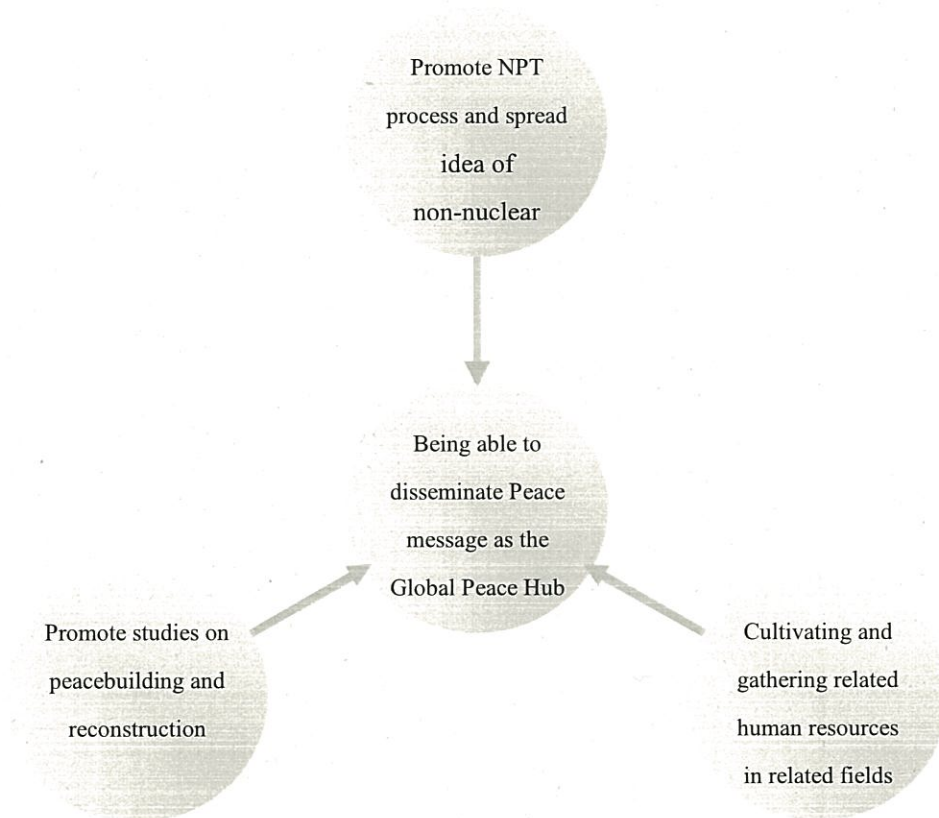 Promote NPT
process and spread
idea of
non-nuclear
Being able to
disseminate Peace
message as the
Global Peace Hub
Promote studies on
peacebuilding and
reconstruction
Cultivating and
gathering related
human resources
in related fields